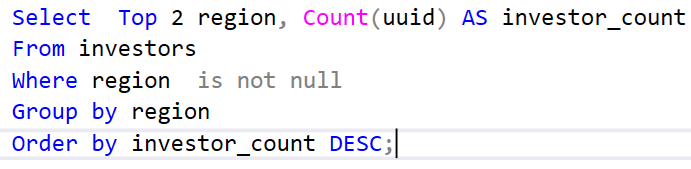 Select  Top 2 region, Count(uuid) AS investor_count
From investors
Where region  is not null
Group by region
Order by investor_count DESC;